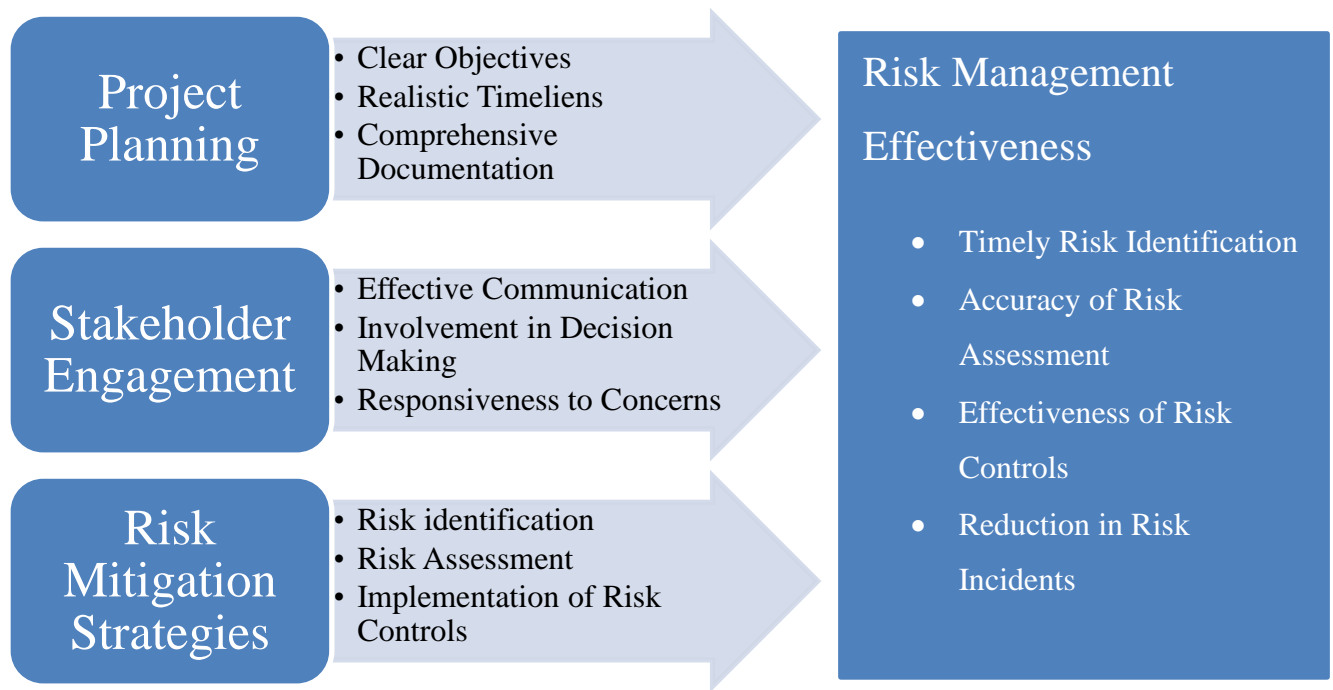 Project
Planning
• Clear Objectives
• Realistic Timeliens
• Comprehensive
Documentation
Stakeholder
Engagement
• Effective Communication
• Involvement in Decision
Making
• Responsiveness to Concerns
Risk
Mitigation
Strategies
• Risk identification
• Risk Assessment
• Implementation of Risk
Controls
Risk Management
Effectiveness
• Timely Risk Identification
• Accuracy of Risk
Assessment
• Effectiveness of Risk
Controls
• Reduction in Risk
Incidents